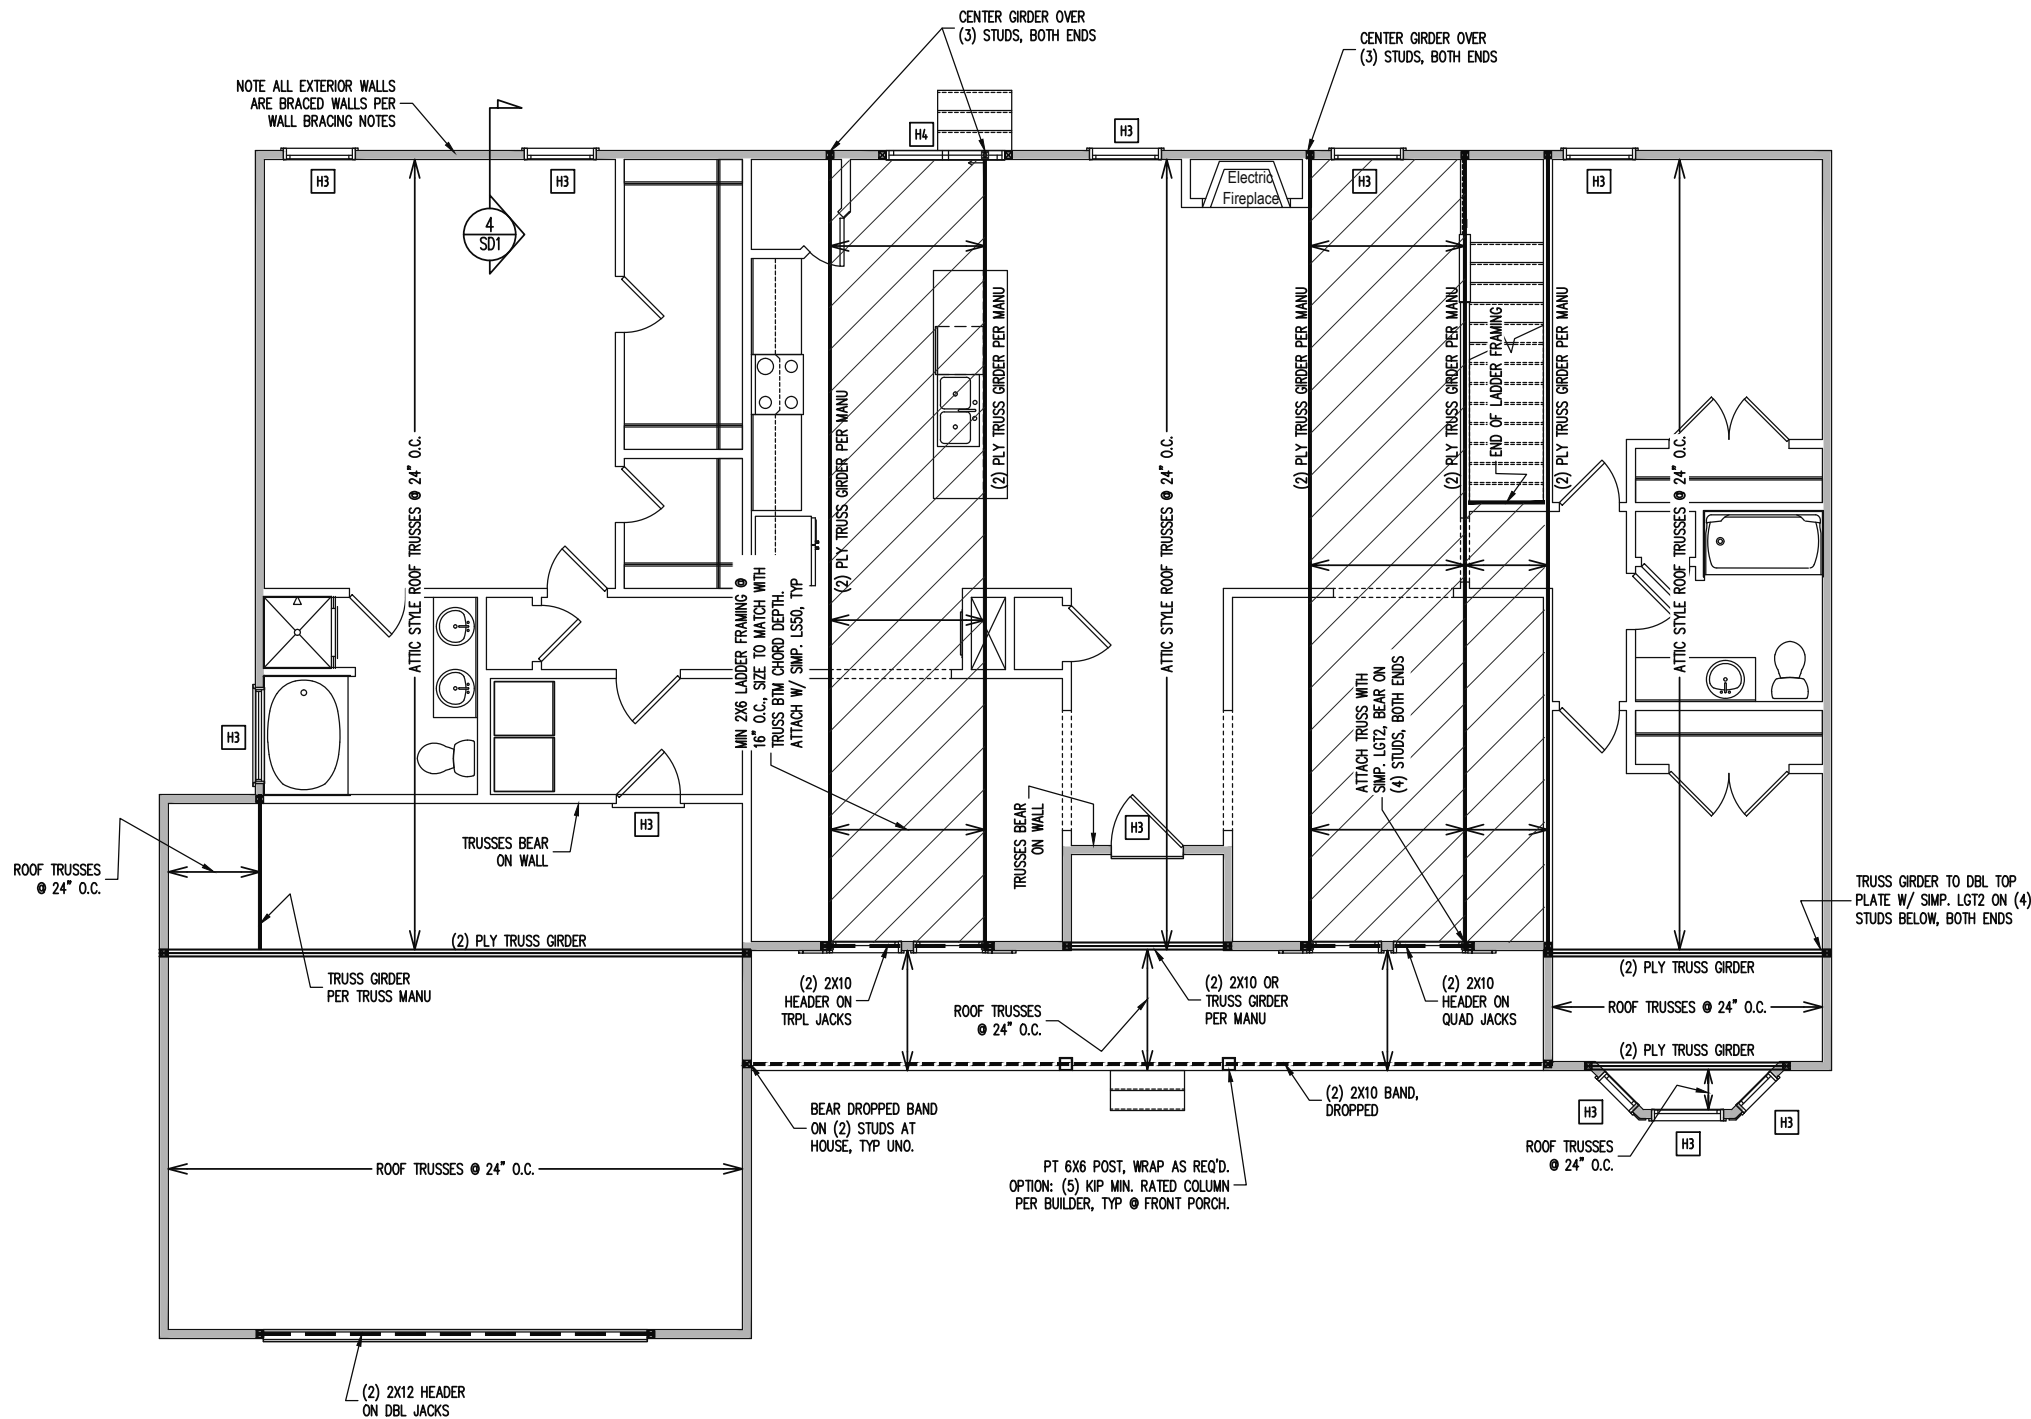 CENTER GIRDER OVER
(3) STUDS, BOTH ENDS
CENTER GIRDER OVER
(3) STUDS, BOTH ENDS
NOTE ALL EXTERIOR WALLS
ARE BRACED WALLS PER
WALL BRACING NOTES
H4
H3
H3
H3
H3
H3
Electric
Fireplace
4
SD1
ATTIC STYLE ROOF TRUSSES @ 24" O.C.
(2) PLY TRUSS GIRDER PER MANU
(2) PLY TRUSS GIRDER PER MANU
ATTIC STYLE ROOF TRUSSES @ 24" O.C.
(2) PLY TRUSS GIRDER PER MANU
(2) PLY TRUSS GIRDER PER MANU
END OF LADDER FRAMING
(2) PLY TRUSS GIRDER PER MANU
ATTIC STYLE ROOF TRUSSES @ 24" O.C.
MIN 2X6 LADDER FRAMING @
16" O.C., SIZE TO MATCH WITH
TRUSS BTM CHORD DEPTH.
ATTACH W/ SIMP. LS50, TYP
ATTACH TRUSS WITH
SIMP. LGT2, BEAR ON
(4) STUDS, BOTH ENDS
H3
H3
H3
TRUSSES BEAR
ON WALL
TRUSSES BEAR
ON WALL
ROOF TRUSSES
@ 24" O.C.
TRUSS GIRDER TO DBL TOP
PLATE W/ SIMP. LGT2 ON (4)
STUDS BELOW, BOTH ENDS
(2) PLY TRUSS GIRDER
TRUSS GIRDER
PER TRUSS MANU
(2) 2X10
HEADER ON
TRPL JACKS
ROOF TRUSSES
@ 24" O.C.
(2) 2X10 OR
TRUSS GIRDER
PER MANU
(2) 2X10
HEADER ON
QUAD JACKS
(2) PLY TRUSS GIRDER
ROOF TRUSSES @ 24" O.C.
(2) PLY TRUSS GIRDER
BEAR DROPPED BAND
ON (2) STUDS AT
HOUSE, TYP UNO.
(2) 2X10 BAND,
DROPPED
H3
H3
H3
ROOF TRUSSES
@ 24" O.C.
ROOF TRUSSES @ 24" O.C.
PT 6X6 POST, WRAP AS REQ'D.
OPTION: (5) KIP MIN. RATED COLUMN
PER BUILDER, TYP @ FRONT PORCH.
(2) 2X12 HEADER
ON DBL JACKS